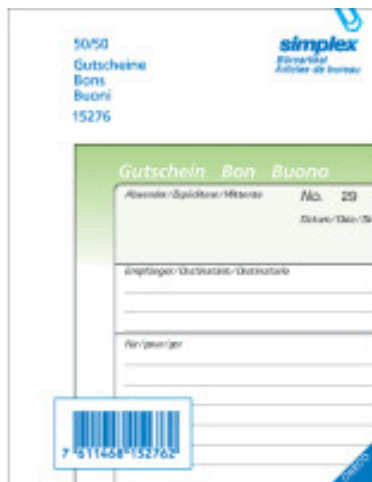 50/50
Gutscheine
Bons
Buoni
15276
simplex
Büroartikel
Articles de bureau
Gutschein Bon Buono
Absender/Expéditeur/Mittente
No. 29
Datum/Date/
Empfänger/Destinataire/Destinatario
Für/pour/per
7 611468 152762